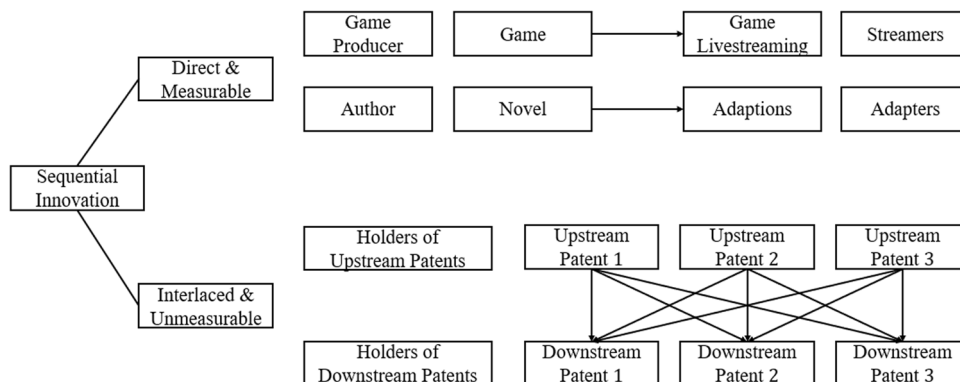 Game
Producer
Game
Game
Livestreaming
Streamers
Direct &
Measurable
Author
Novel
Adaptions
Adapters
Sequential
Innovation
Holders of
Upstream Patents
Upstream
Patent 1
Upstream
Patent 2
Upstream
Patent 3
Interlaced &
Unmeasurable
Holders of
Downstream Patents
Downstream
Patent 1
Downstream
Patent 2
Downstream
Patent 3